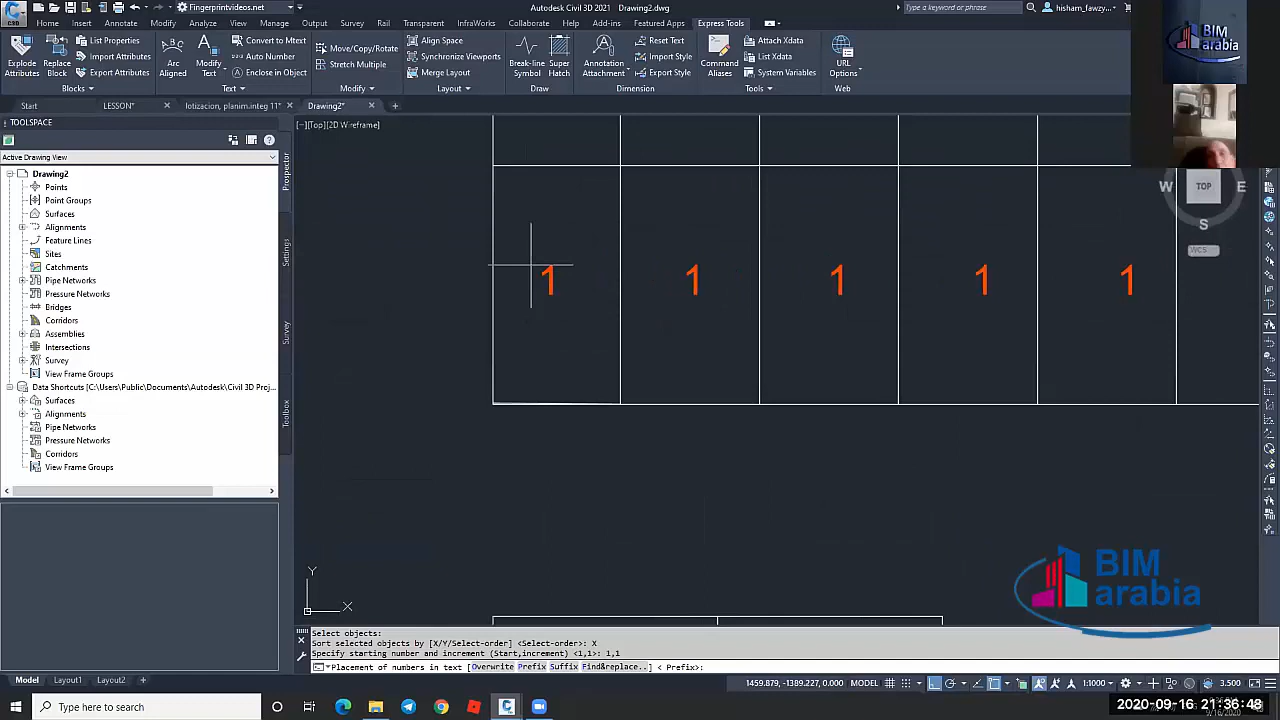 Fingerprintvideos.net
Autodesk Civil 3D 2021 Drawing2.dwg
Type a keyword or phrase
hisham_fawzy...
Home Insert Annotate Modify Analyze View Manage Output Survey Rail Transparent InfraWorks Collaborate Help Add-ins Featured Apps Express Tools
Explode Attributes
Replace Block
List Properties
Import Attributes
Export Attributes
Blocks
Arc Aligned
Modify Text
Convert to Mtext
Auto Number
Enclose in Object
Text
Move/Copy/Rotate
Stretch Multiple
Modify
Align Space
Synchronize Viewports
Merge Layout
Layout
Break-line Symbol
Super Hatch
Draw
Annotation Attachment
Reset Text
Import Style
Export Style
Dimension
Command Aliases
Attach Xdata
List Xdata
System Variables
Tools
URL Options
Web
BIM arabia
Start LESSON* lotizacion, planim.integ 11* Drawing2*
TOOLSPACE
Active Drawing View
Drawing2
Points
Point Groups
Surfaces
Alignments
Feature Lines
Sites
Catchments
Pipe Networks
Pressure Networks
Bridges
Corridors
Assemblies
Intersections
Survey
View Frame Groups
Data Shortcuts [C:\Users\Public\Documents\Autodesk\Civil 3D Proj...
Surfaces
Alignments
Pipe Networks
Pressure Networks
Corridors
View Frame Groups
Prospector
Settings
Survey
Toolbox
[−][Top][2D Wireframe]
W TOP E
S
WCS
1 1 1 1 1
Y
X
BIM
arabia
Select objects:
Sort selected objects by [X/Y/Select-order] <Select-order>: X
Specify starting number and increment (Start,increment) <1,1>: 1,1
Placement of numbers in text [Overwrite Prefix Suffix Find&replace..] < Prefix>:
Model Layout1 Layout2
1459.879, -1389.227, 0.000 MODEL
1:1000
3.500
Type here to search
2020-09-16 21:36:48